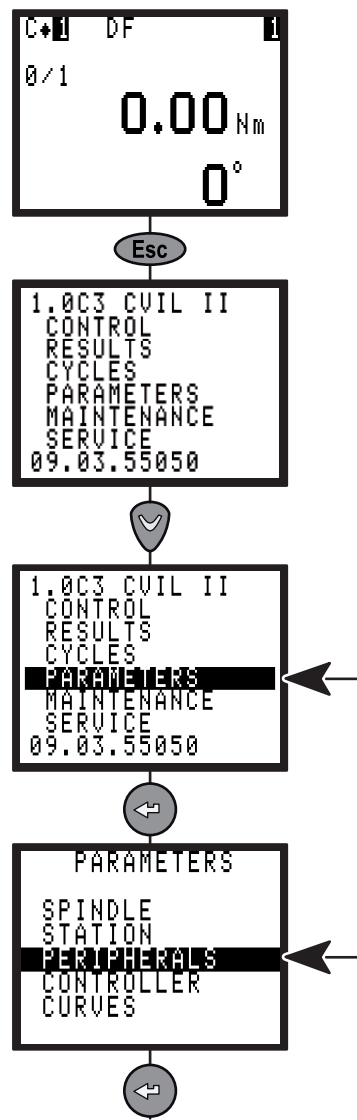 C♦1 DF 1
0/1
0.00 Nm
0°
Esc
1.0C3 CVIL II
CONTROL
RESULTS
CYCLES
PARAMETERS
MAINTENANCE
SERVICE
09.03.55050
1.0C3 CVIL II
CONTROL
RESULTS
CYCLES
PARAMETERS
MAINTENANCE
SERVICE
09.03.55050
PARAMETERS
SPINDLE
STATION
PERIPHERALS
CONTROLLER
CURVES